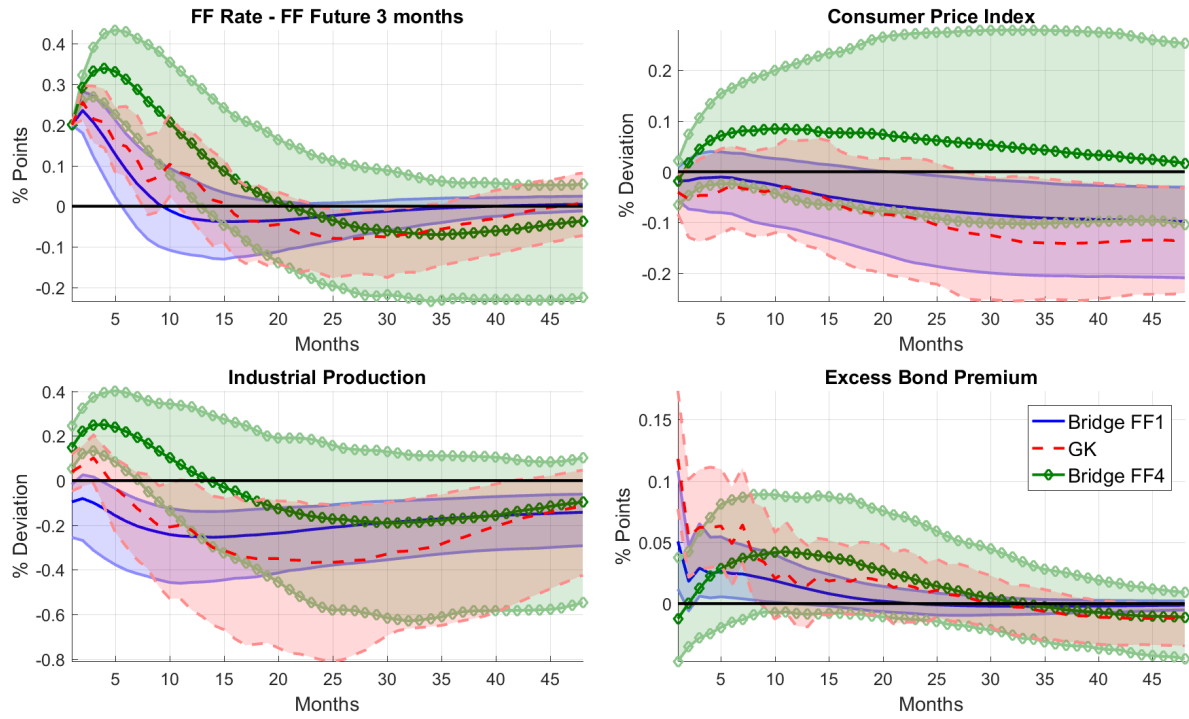 FF Rate - FF Future 3 months
% Points
0.4
0.3
0.2
0.1
0
-0.1
-0.2
5 10 15 20 25 30 35 40 45
Months
Consumer Price Index
% Deviation
0.2
0.1
0
-0.1
-0.2
5 10 15 20 25 30 35 40 45
Months
Industrial Production
% Deviation
0.4
0.2
0
-0.2
-0.4
-0.6
-0.8
5 10 15 20 25 30 35 40 45
Months
Excess Bond Premium
% Points
0.15
0.1
0.05
0
Bridge FF1
GK
Bridge FF4
5 10 15 20 25 30 35 40 45
Months